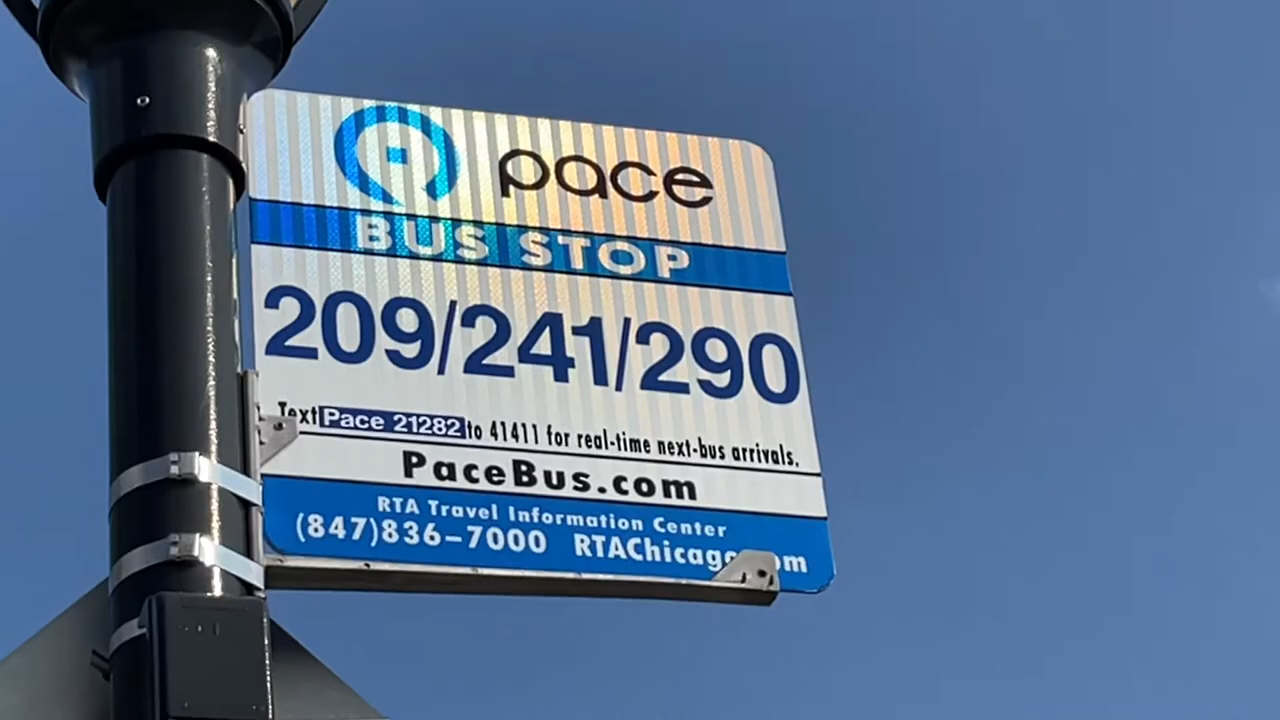 pace
BUS STOP
209/241/290
Text Pace 21282 to 41411 for real-time next-bus arrivals.
PaceBus.com
RTA Travel Information Center
(847)836-7000